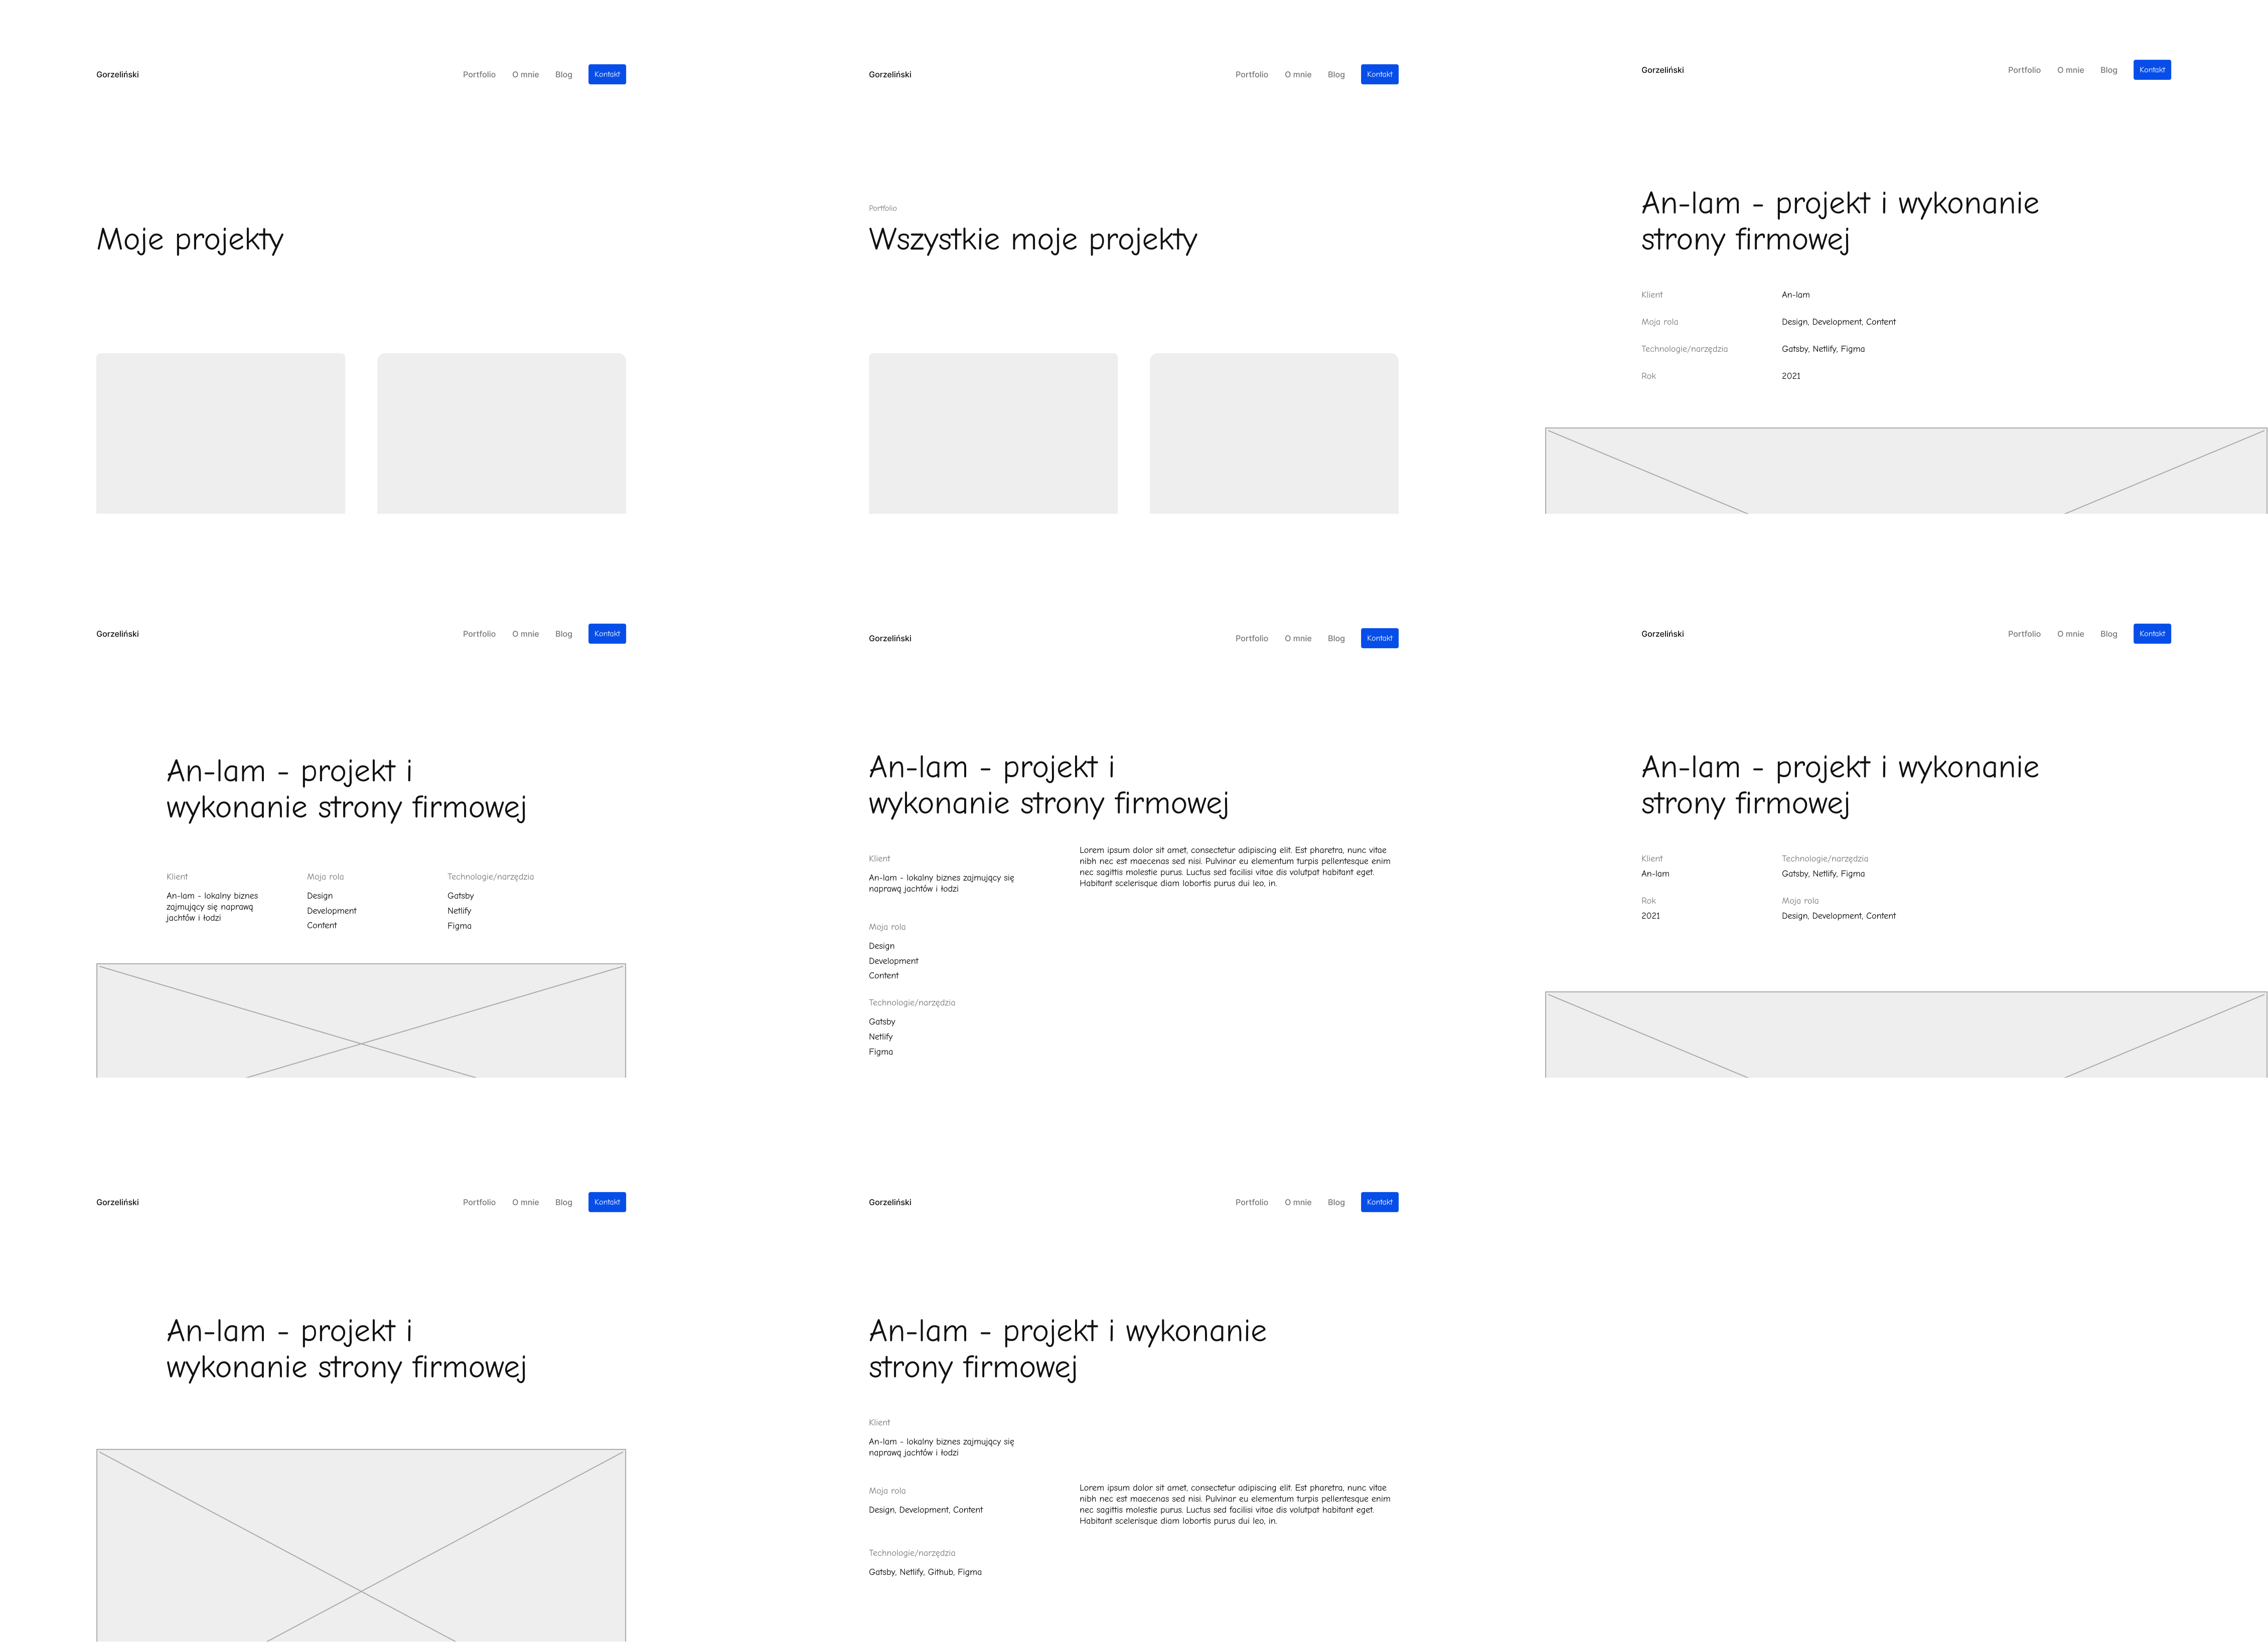 Gorzeliński
Portfolio O mnie Blog Kontakt
Moje projekty
Gorzeliński
Portfolio O mnie Blog Kontakt
Portfolio
Wszystkie moje projekty
Gorzeliński
Portfolio O mnie Blog Kontakt
An-lam - projekt i wykonanie
strony firmowej
Klient An-lam
Moja rola Design, Development, Content
Technologie/narzędzia Gatsby, Netlify, Figma
Rok 2021
Gorzeliński
Portfolio O mnie Blog Kontakt
An-lam - projekt i
wykonanie strony firmowej
Klient
An-lam - lokalny biznes
zajmujący się naprawą
jachtów i łodzi
Moja rola
Design
Development
Content
Technologie/narzędzia
Gatsby
Netlify
Figma
Gorzeliński
Portfolio O mnie Blog Kontakt
An-lam - projekt i
wykonanie strony firmowej
Klient
An-lam - lokalny biznes zajmujący się
naprawą jachtów i łodzi
Moja rola
Design
Development
Content
Technologie/narzędzia
Gatsby
Netlify
Figma
Lorem ipsum dolor sit amet, consectetur adipiscing elit. Est pharetra, nunc vitae
nibh nec est maecenas sed nisi. Pulvinar eu elementum turpis pellentesque enim
nec sagittis molestie purus. Luctus sed facilisi vitae dis volutpat habitant eget.
Habitant scelerisque diam lobortis purus dui leo, in.
Gorzeliński
Portfolio O mnie Blog Kontakt
An-lam - projekt i wykonanie
strony firmowej
Klient
An-lam
Technologie/narzędzia
Gatsby, Netlify, Figma
Rok
2021
Moja rola
Design, Development, Content
Gorzeliński
Portfolio O mnie Blog Kontakt
An-lam - projekt i
wykonanie strony firmowej
Gorzeliński
Portfolio O mnie Blog Kontakt
An-lam - projekt i wykonanie
strony firmowej
Klient
An-lam - lokalny biznes zajmujący się
naprawą jachtów i łodzi
Moja rola
Design, Development, Content
Technologie/narzędzia
Gatsby, Netlify, Github, Figma
Lorem ipsum dolor sit amet, consectetur adipiscing elit. Est pharetra, nunc vitae
nibh nec est maecenas sed nisi. Pulvinar eu elementum turpis pellentesque enim
nec sagittis molestie purus. Luctus sed facilisi vitae dis volutpat habitant eget.
Habitant scelerisque diam lobortis purus dui leo, in.